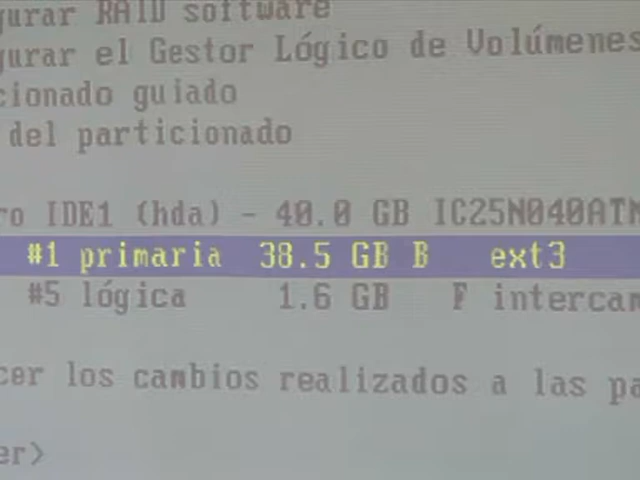 gurar RAID software
gurar el Gestor Lógico de Volúmenes
cionado guiado
del particionado
ro IDE1 (hda) - 40.0 GB IC25N040ATM
#1 primaria 38.5 GB B ext3
#5 lógica 1.6 GB F intercam
cer los cambios realizados a las pa
er>